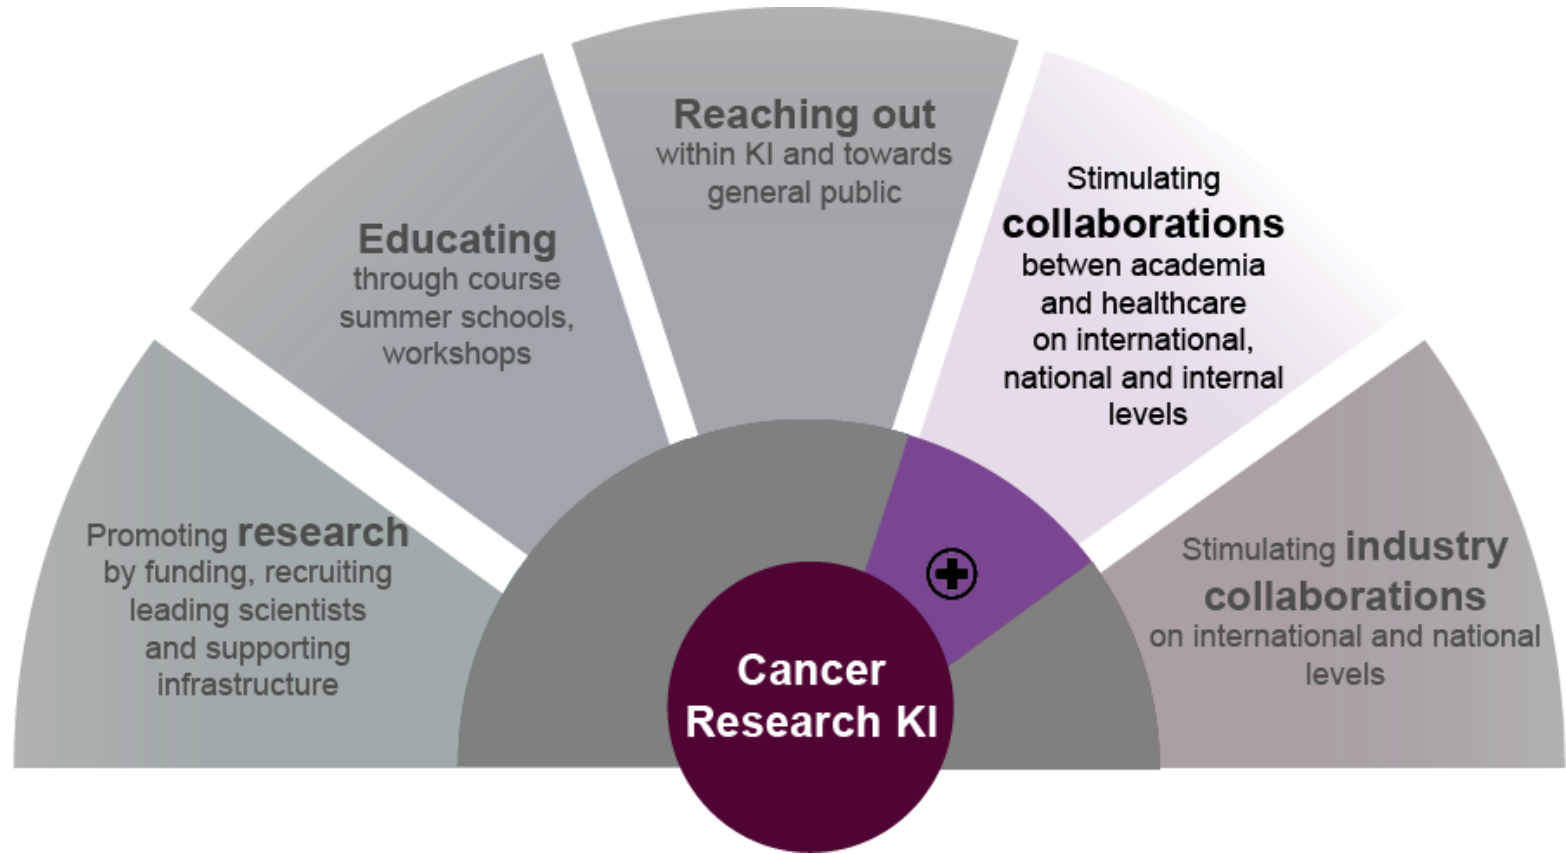 Reaching out
within KI and towards
general public
Educating
through course
summer schools,
workshops
Stimulating
collaborations
betwen academia
and healthcare
on international,
national and internal
levels
Promoting research
by funding, recruiting
leading scientists
and supporting
infrastructure
Stimulating industry
collaborations
on international and national
levels
Cancer
Research KI